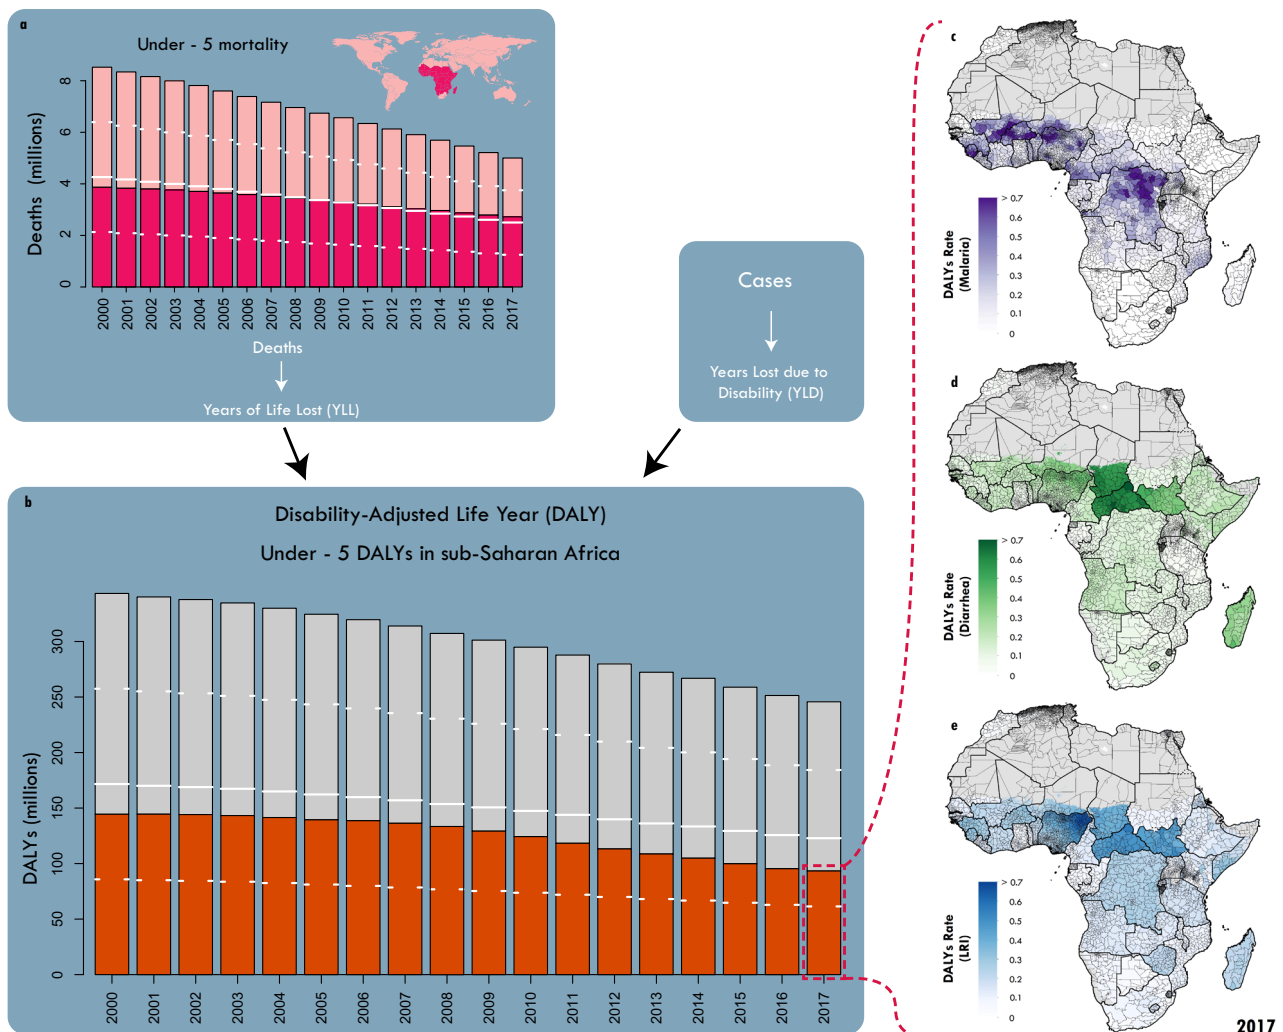 a
Under - 5 mortality
Deaths (millions)
8
6
4
2
0
2000 2001 2002 2003 2004 2005 2006 2007 2008 2009 2010 2011 2012 2013 2014 2015 2016 2017
Deaths
Years of Life Lost (YLL)
Cases
Years Lost due to
Disability (YLD)
b
Disability-Adjusted Life Year (DALY)
Under - 5 DALYs in sub-Saharan Africa
DALYs (millions)
300
250
200
150
100
50
0
2000 2001 2002 2003 2004 2005 2006 2007 2008 2009 2010 2011 2012 2013 2014 2015 2016 2017
c
DALYs Rate
(Malaria)
> 0.7
0.6
0.5
0.4
0.3
0.2
0.1
0
d
DALYs Rate
(Diarrhea)
> 0.7
0.6
0.5
0.4
0.3
0.2
0.1
0
e
DALYs Rate
(LRI)
> 0.7
0.6
0.5
0.4
0.3
0.2
0.1
0
2017